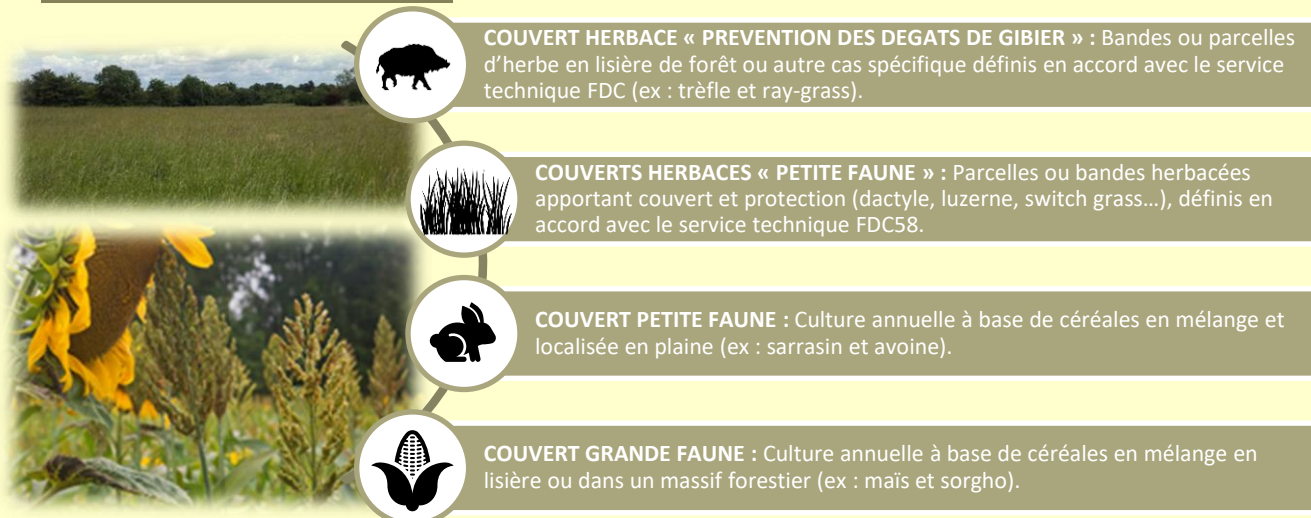 COUVERT HERBACE « PREVENTION DES DEGATS DE GIBIER » : Bandes ou parcelles
d’herbe en lisière de forêt ou autre cas spécifique définis en accord avec le service
technique FDC (ex : trèfle et ray-grass).
COUVERTS HERBACES « PETITE FAUNE » : Parcelles ou bandes herbacées
apportant couvert et protection (dactyle, luzerne, switch grass…), définis en
accord avec le service technique FDC58.
COUVERT PETITE FAUNE : Culture annuelle à base de céréales en mélange et
localisée en plaine (ex : sarrasin et avoine).
COUVERT GRANDE FAUNE : Culture annuelle à base de céréales en mélange en
lisière ou dans un massif forestier (ex : maïs et sorgho).